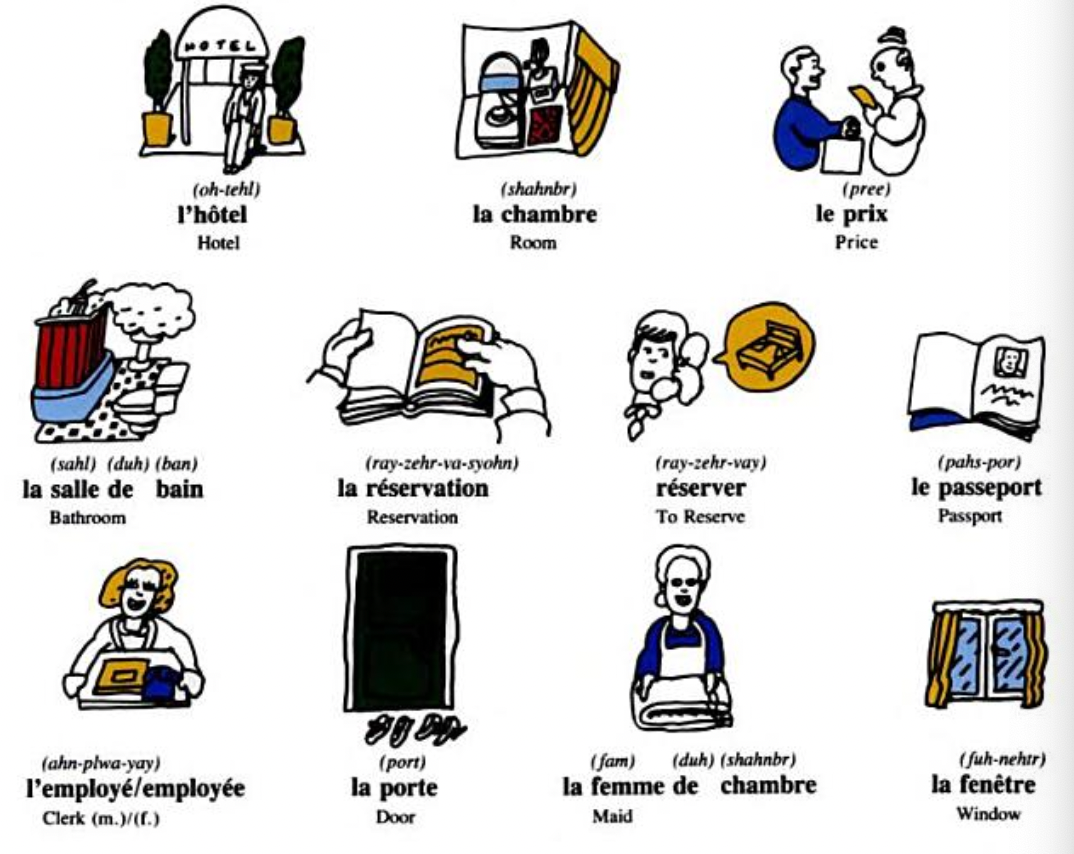 HOTEL
(oh-tehl)
l'hôtel
Hotel
(shahnbr)
la chambre
Room
(pree)
le prix
Price
(sahl) (duh) (ban)
la salle de bain
Bathroom
(ray-zehr-va-syohn)
la réservation
Reservation
(ray-zehr-vay)
réserver
To Reserve
(pahs-por)
le passeport
Passport
(ahn-plwa-yay)
l'employé/employée
Clerk (m.)/(f.)
(port)
la porte
Door
(fam) (duh) (shahnbr)
la femme de chambre
Maid
(fuh-nehtr)
la fenêtre
Window